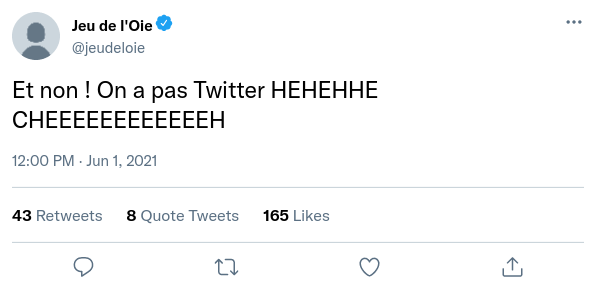 Jeu de l'Oie
@jeudeloie
Et non ! On a pas Twitter HEHEHHE
CHEEEEEEEEEEEEH
12:00 PM · Jun 1, 2021
43 Retweets 8 Quote Tweets 165 Likes